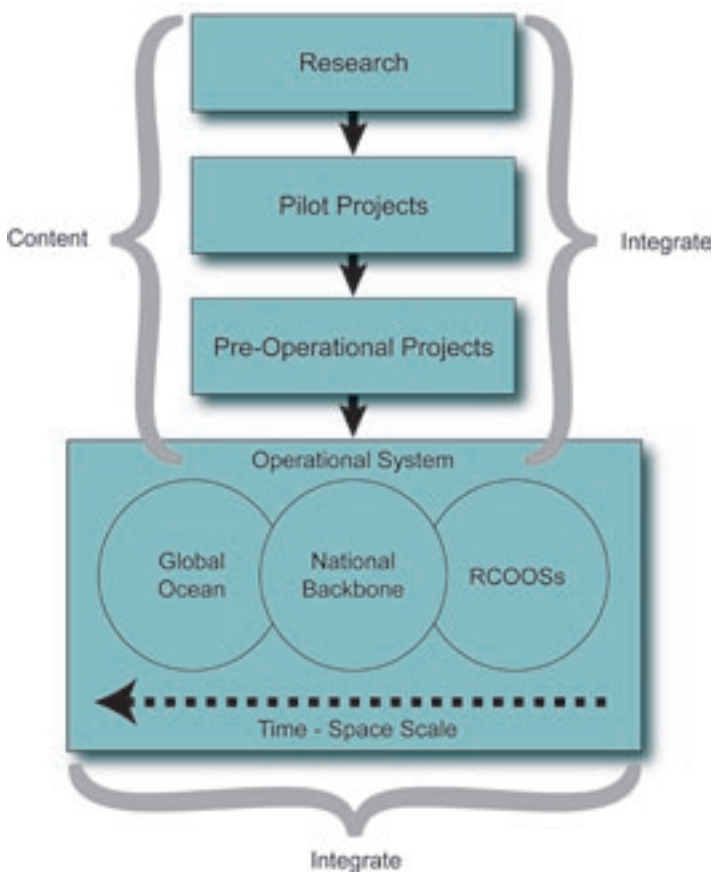 Research
Pilot Projects
Content
Integrate
Pre-Operational Projects
Operational System
Global
Ocean
National
Backbone
RCOOSs
Time - Space Scale
Integrate